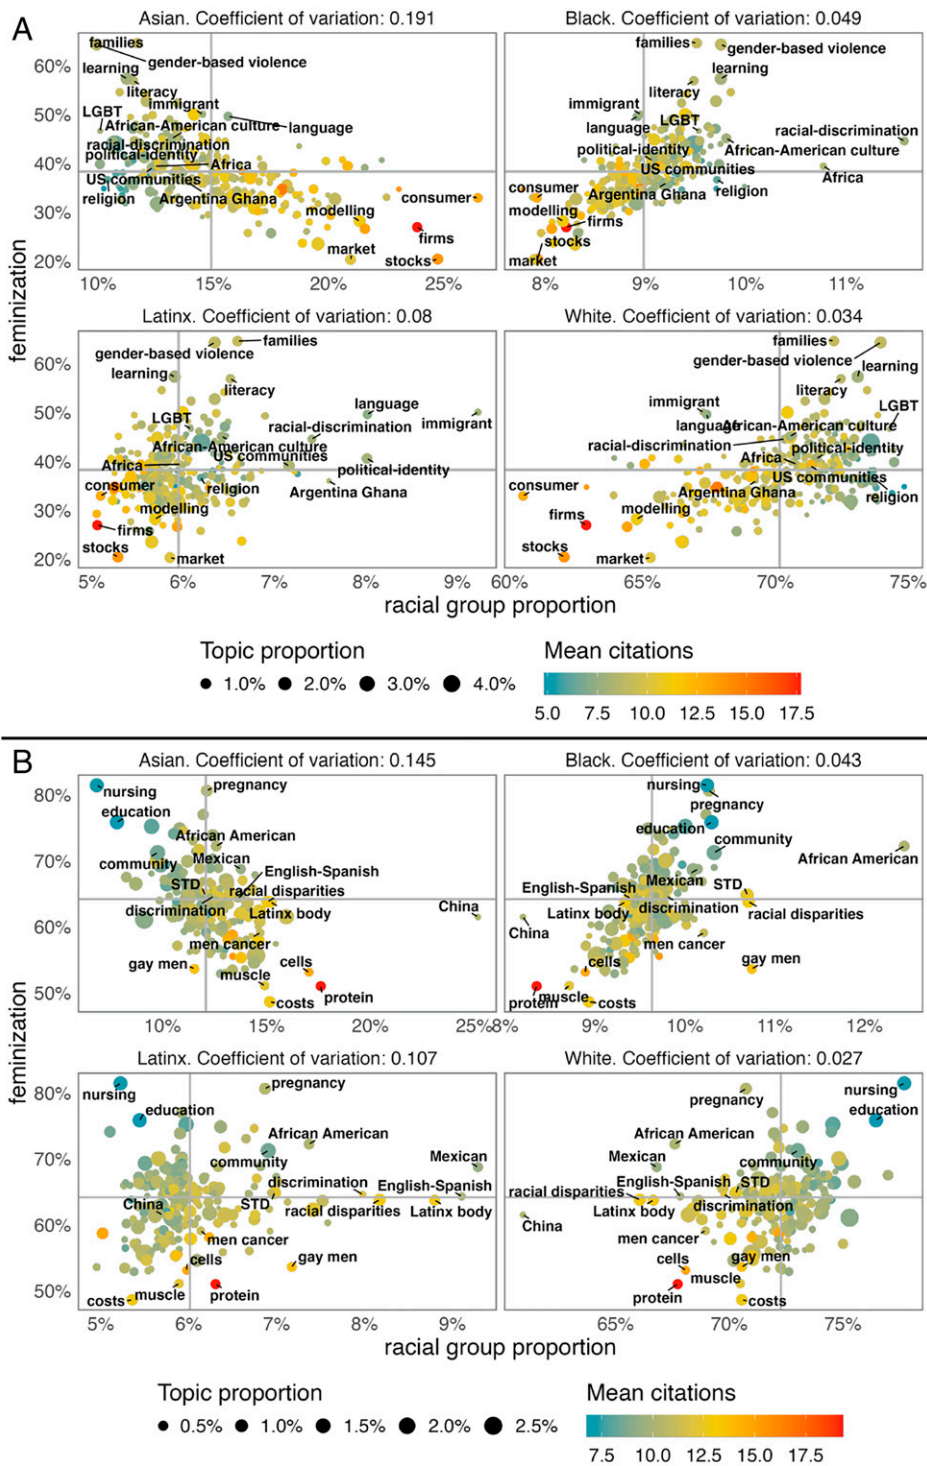 A
Asian. Coefficient of variation: 0.191
Black. Coefficient of variation: 0.049
feminization
60%
50%
40%
30%
20%
families
gender-based violence
learning
literacy
immigrant
LGBT
African-American culture
language
racial-discrimination
political-identity
Africa
US communities
religion
Argentina Ghana
consumer
modelling
firms
market
stocks
10%
15%
20%
25%
families
gender-based violence
learning
literacy
immigrant
LGBT
language
racial-discrimination
political-identity
African-American culture
US communities
Africa
consumer
Argentina Ghana
religion
modelling
firms
stocks
market
8%
9%
10%
11%
Latinx. Coefficient of variation: 0.08
White. Coefficient of variation: 0.034
60%
50%
40%
30%
20%
families
gender-based violence
learning
literacy
language
LGBT
racial-discrimination
immigrant
African-American culture
US communities
Africa
political-identity
consumer
religion
Argentina Ghana
modelling
firms
stocks
market
5%
6%
7%
8%
9%
families
gender-based violence
learning
literacy
immigrant
LGBT
language
African-American culture
racial-discrimination
political-identity
Africa
US communities
consumer
Argentina Ghana
religion
firms
modelling
stocks
market
60%
65%
70%
75%
racial group proportion
Topic proportion
1.0% 2.0% 3.0% 4.0%
Mean citations
5.0 7.5 10.0 12.5 15.0 17.5
B
Asian. Coefficient of variation: 0.145
Black. Coefficient of variation: 0.043
feminization
80%
70%
60%
50%
nursing
pregnancy
education
African American
community
Mexican
English-Spanish
STD
racial disparities
discrimination
Latinx body
China
gay men
men cancer
cells
muscle
protein
costs
10%
15%
20%
25%
nursing
pregnancy
education
community
African American
Mexican
STD
English-Spanish
discrimination
Latinx body
racial disparities
China
men cancer
cells
gay men
protein
muscle
costs
8%
9%
10%
11%
12%
Latinx. Coefficient of variation: 0.107
White. Coefficient of variation: 0.027
80%
70%
60%
50%
nursing
pregnancy
education
African American
community
Mexican
discrimination
English-Spanish
China
STD
racial disparities
Latinx body
men cancer
cells
gay men
muscle
protein
costs
5%
6%
7%
8%
9%
nursing
pregnancy
education
African American
Mexican
community
racial disparities
English-Spanish
STD
Latinx body
discrimination
China
men cancer
cells
gay men
muscle
protein
costs
65%
70%
75%
racial group proportion
Topic proportion
0.5% 1.0% 1.5% 2.0% 2.5%
Mean citations
7.5 10.0 12.5 15.0 17.5